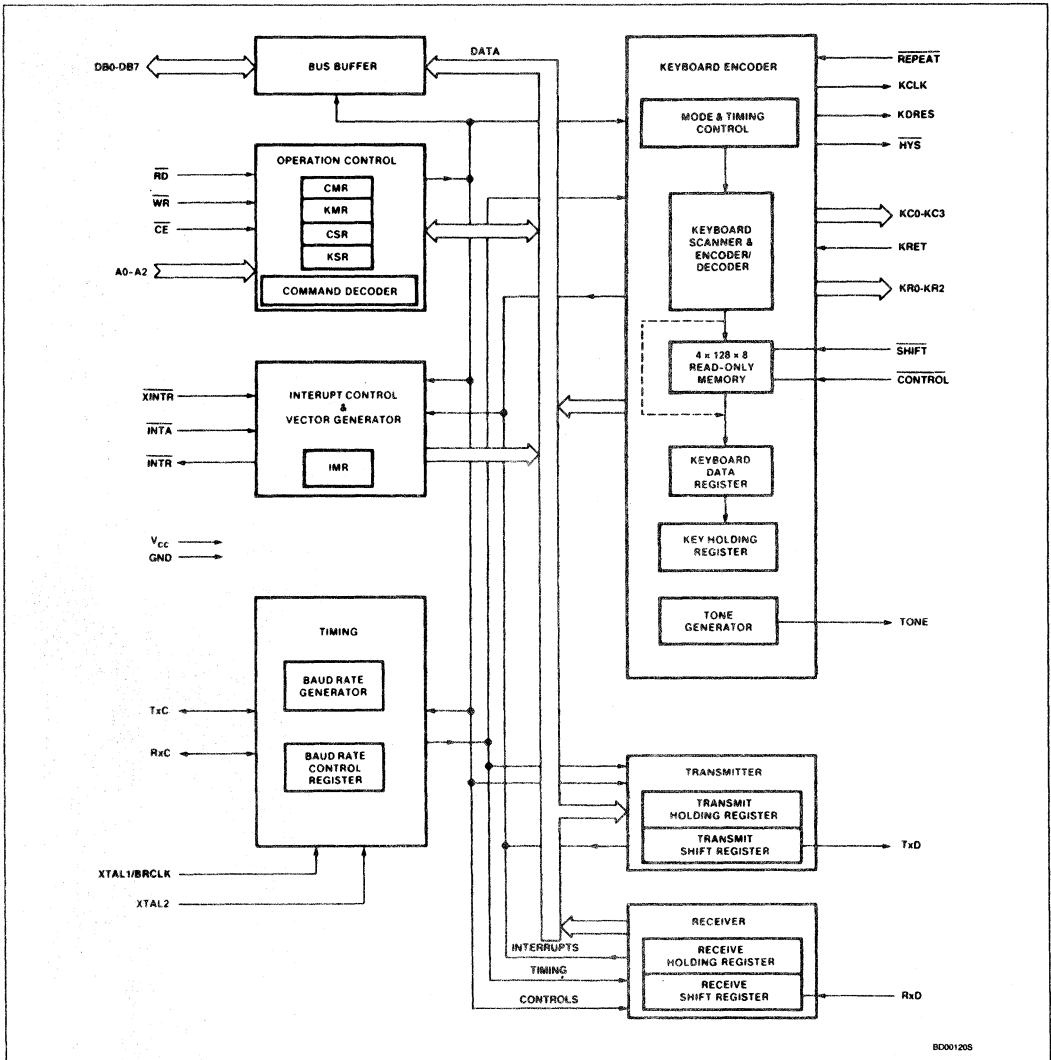 DATA
BUS BUFFER
DB0-DB7
OPERATION CONTROL
RD
WR
CE
A0-A2
CMR
KMR
CSR
KSR
COMMAND DECODER
XINTR
INTA
INTR
INTERUPT CONTROL
&
VECTOR GENERATOR
IMR
VCC
GND
TIMING
BAUD RATE
GENERATOR
BAUD RATE
CONTROL
REGISTER
TxC
RxC
XTAL1/BRCLK
XTAL2
KEYBOARD ENCODER
MODE & TIMING
CONTROL
KEYBOARD
SCANNER &
ENCODER/
DECODER
4 × 128 × 8
READ-ONLY
MEMORY
KEYBOARD
DATA
REGISTER
KEY HOLDING
REGISTER
TONE
GENERATOR
REPEAT
KCLK
KDRES
HYS
KC0-KC3
KRET
KR0-KR2
SHIFT
CONTROL
TONE
TRANSMITTER
TRANSMIT
HOLDING REGISTER
TRANSMIT
SHIFT REGISTER
TxD
RECEIVER
RECEIVE
HOLDING REGISTER
RECEIVE
SHIFT REGISTER
RxD
INTERRUPTS
TIMING
CONTROLS
BD00120S